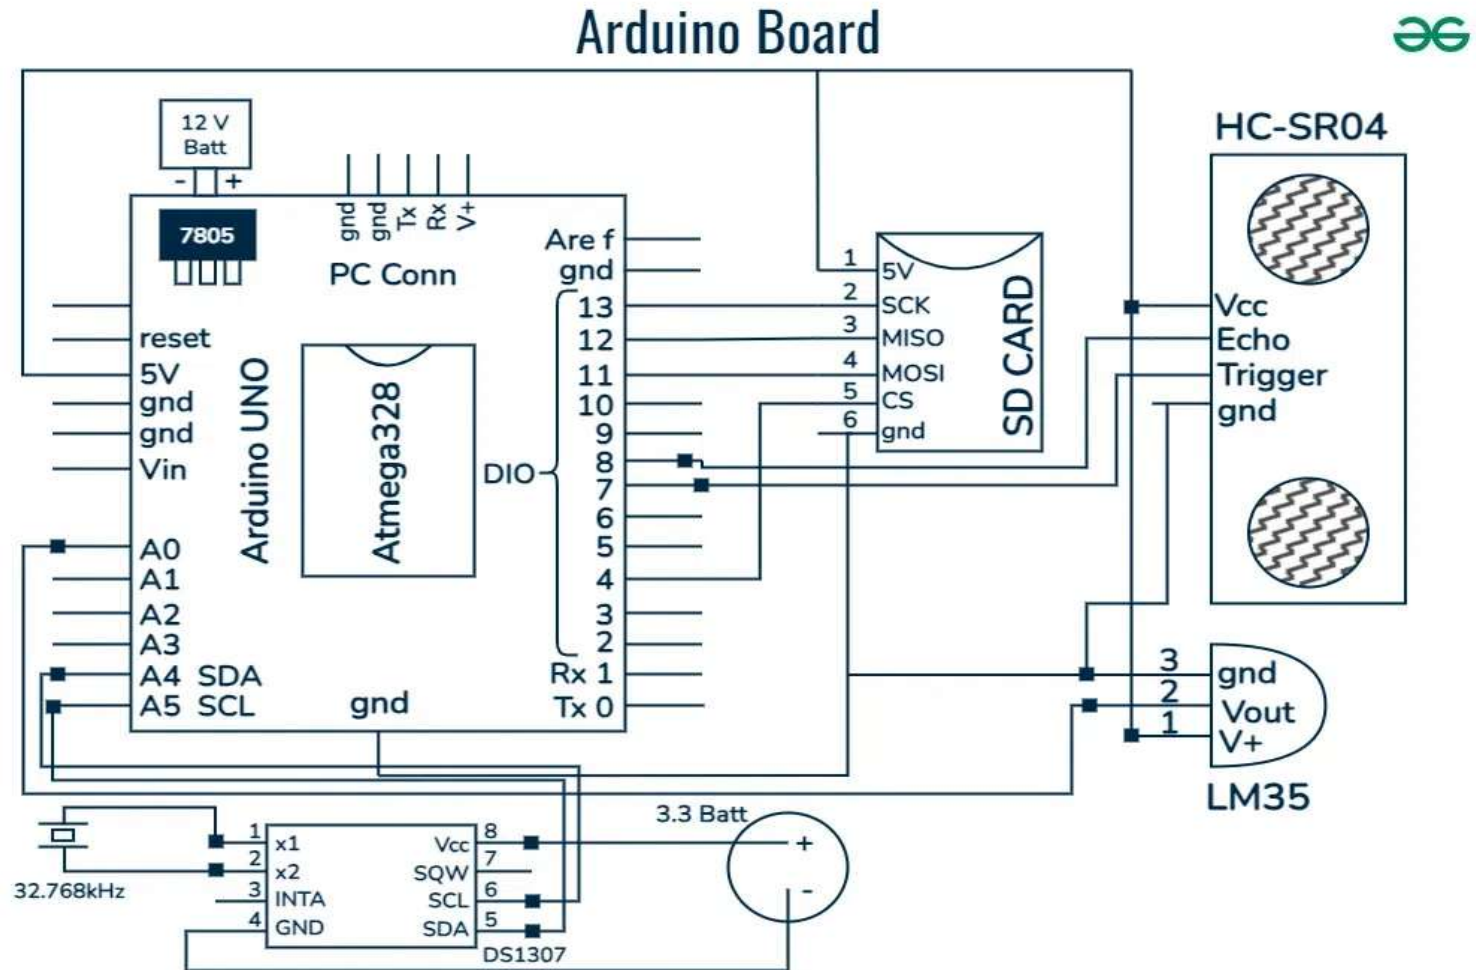 Arduino Board
12 V
Batt
- +
7805
gnd
gnd
Tx
Rx
V+
PC Conn
reset
5V
gnd
gnd
Vin
A0
A1
A2
A3
A4 SDA
A5 SCL
Arduino UNO
Atmega328
gnd
DIO
Are f
gnd
13
12
11
10
9
8
7
6
5
4
3
2
Rx 1
Tx 0
1 5V
2 SCK
3 MISO
4 MOSI
5 CS
6 gnd
SD CARD
HC-SR04
Vcc
Echo
Trigger
gnd
3 gnd
2 Vout
1 V+
LM35
32.768kHz
1 x1
2 x2
3 INTA
4 GND
Vcc 8
SQW 7
SCL 6
SDA 5
DS1307
3.3 Batt
+
-